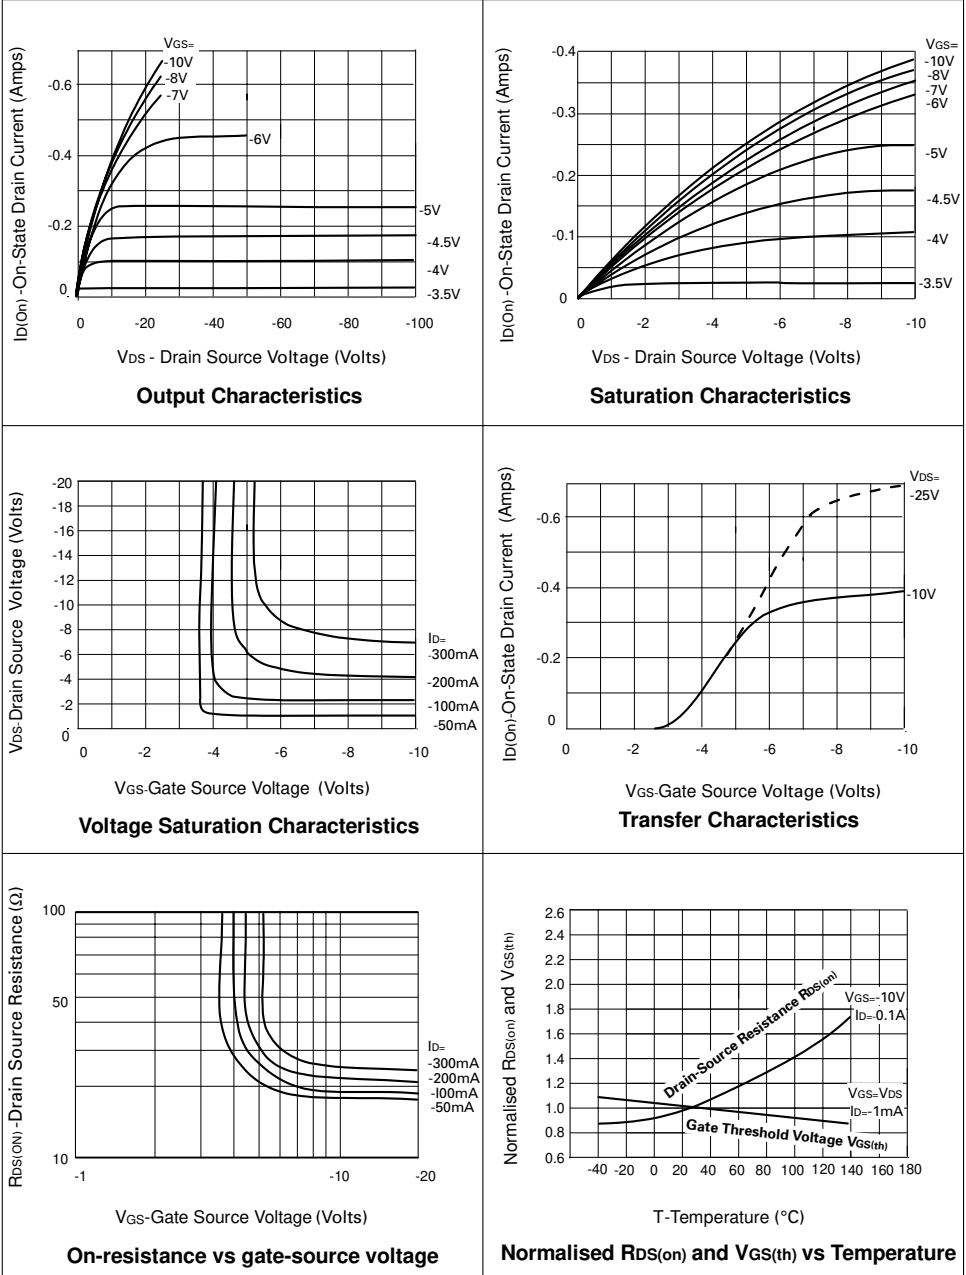 ID(On) -On-State Drain Current (Amps)
-0.6
-0.4
-0.2
0
VGS=
-10V
-8V
-7V
-6V
-5V
-4.5V
-4V
-3.5V
0 -20 -40 -60 -80 -100
VDS - Drain Source Voltage (Volts)
Output Characteristics
ID(On) -On-State Drain Current (Amps)
-0.4
-0.3
-0.2
-0.1
0
VGS=
-10V
-8V
-7V
-6V
-5V
-4.5V
-4V
-3.5V
0 -2 -4 -6 -8 -10
VDS - Drain Source Voltage (Volts)
Saturation Characteristics
VDS-Drain Source Voltage (Volts)
-20
-18
-16
-14
-12
-10
-8
-6
-4
-2
0
ID=
-300mA
-200mA
-100mA
-50mA
0 -2 -4 -6 -8 -10
VGS-Gate Source Voltage (Volts)
Voltage Saturation Characteristics
ID(On)-On-State Drain Current (Amps)
-0.6
-0.4
-0.2
0
VDS=
-25V
-10V
0 -2 -4 -6 -8 -10
VGS-Gate Source Voltage (Volts)
Transfer Characteristics
RDS(ON) -Drain Source Resistance (Ω)
100
50
10
ID=
-300mA
-200mA
-100mA
-50mA
-1 -10 -20
VGS-Gate Source Voltage (Volts)
On-resistance vs gate-source voltage
Normalised RDS(on) and VGS(th)
2.6
2.4
2.2
2.0
1.8
1.6
1.4
1.2
1.0
0.8
0.6
Drain-Source Resistance RDS(on)
VGS=-10V
ID=-0.1A
VGS=VDS
ID=-1mA
Gate Threshold Voltage VGS(th)
-40 -20 0 20 40 60 80 100 120 140 160 180
T-Temperature (°C)
Normalised RDS(on) and VGS(th) vs Temperature